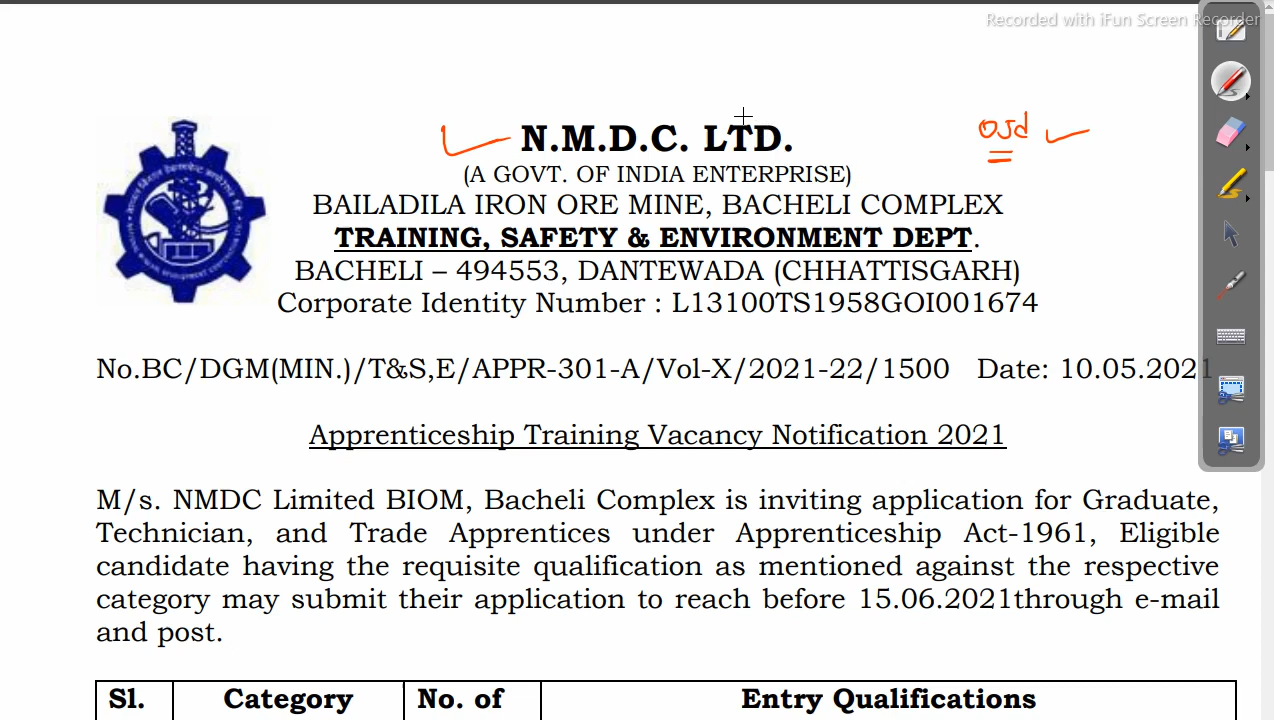 Recorded with iFun Screen Recorder
N.M.D.C. LTD.
(A GOVT. OF INDIA ENTERPRISE)
BAILADILA IRON ORE MINE, BACHELI COMPLEX
TRAINING, SAFETY & ENVIRONMENT DEPT.
BACHELI – 494553, DANTEWADA (CHHATTISGARH)
Corporate Identity Number : L13100TS1958GOI001674
No.BC/DGM(MIN.)/T&S,E/APPR-301-A/Vol-X/2021-22/1500 Date: 10.05.2021
Apprenticeship Training Vacancy Notification 2021
M/s. NMDC Limited BIOM, Bacheli Complex is inviting application for Graduate,
Technician, and Trade Apprentices under Apprenticeship Act-1961, Eligible
candidate having the requisite qualification as mentioned against the respective
category may submit their application to reach before 15.06.2021through e-mail
and post.
Sl. Category No. of Entry Qualifications